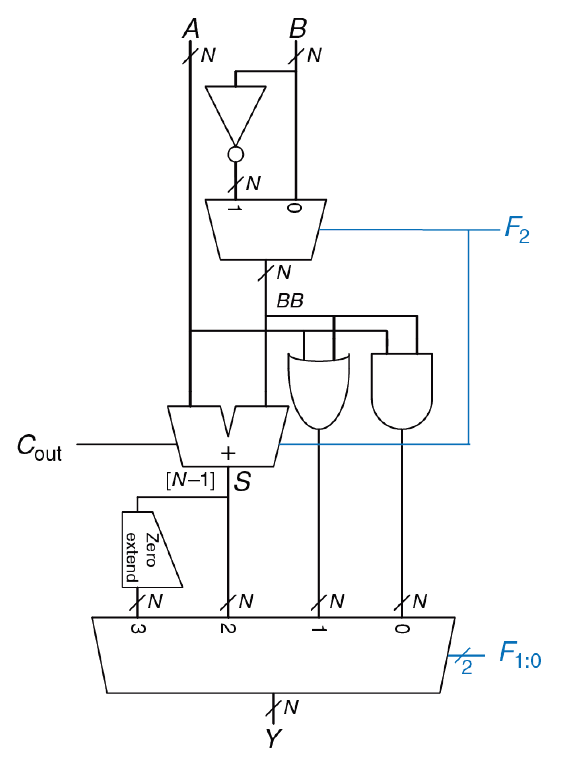 A B
N N
N
1 0
F2
N
BB
Cout
+
[N–1] S
Zero
extend
N N N N
3 2 1 0
2 F1:0
N
Y